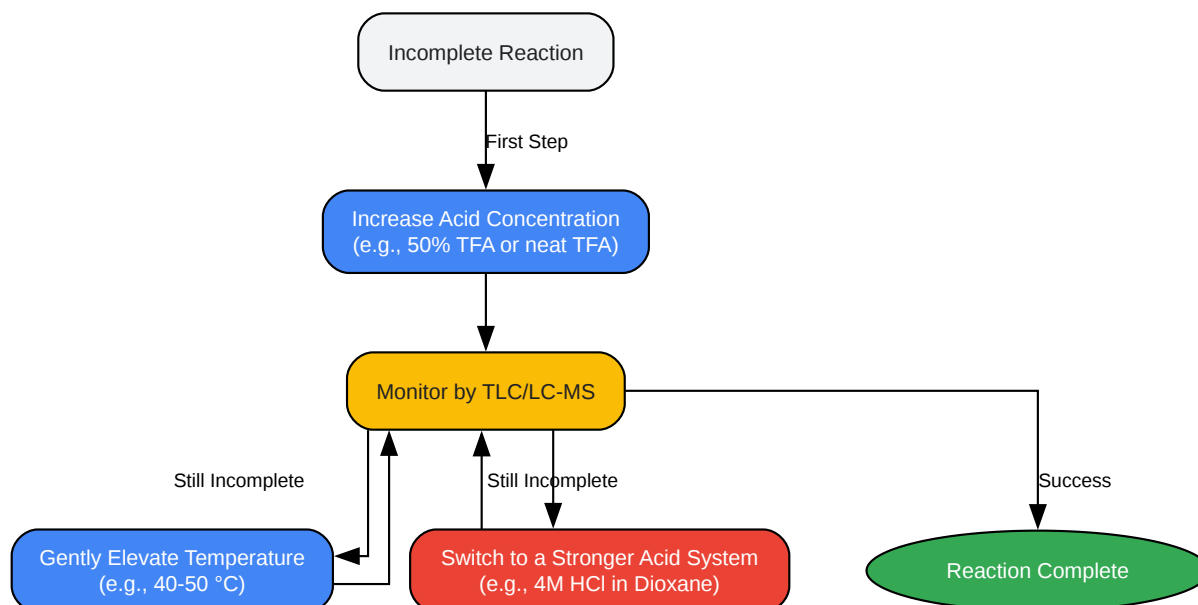 Incomplete Reaction
First Step
Increase Acid Concentration
(e.g., 50% TFA or neat TFA)
Monitor by TLC/LC-MS
Still Incomplete
Still Incomplete
Success
Gently Elevate Temperature
(e.g., 40-50 °C)
Switch to a Stronger Acid System
(e.g., 4M HCl in Dioxane)
Reaction Complete